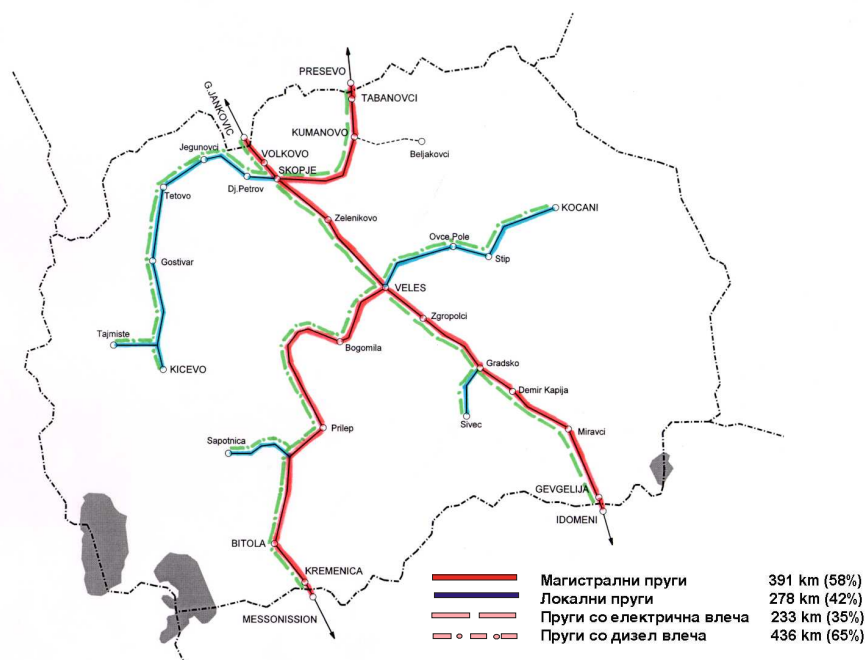 PRESEVO
TABANOVCI
G.JANKOVIC
KUMANOVO
Beljakovci
VOLKOVO
Jegunovci
SKOPJE
Dj.Petrov
Tetovo
Zelenikovo
KOCANI
Ovce Pole
Stip
Gostivar
VELES
Zgropolci
Tajmiste
Bogomila
KICEVO
Gradsko
Demir Kapija
Sivec
Prilep
Miravci
Sapotnica
GEVGELIJA
IDOMENI
BITOLA
KREMENICA
MESSONISSION
Магистрални пруги 391 km (58%)
Локални пруги 278 km (42%)
Пруги со електрична влеча 233 km (35%)
Пруги со дизел влеча 436 km (65%)